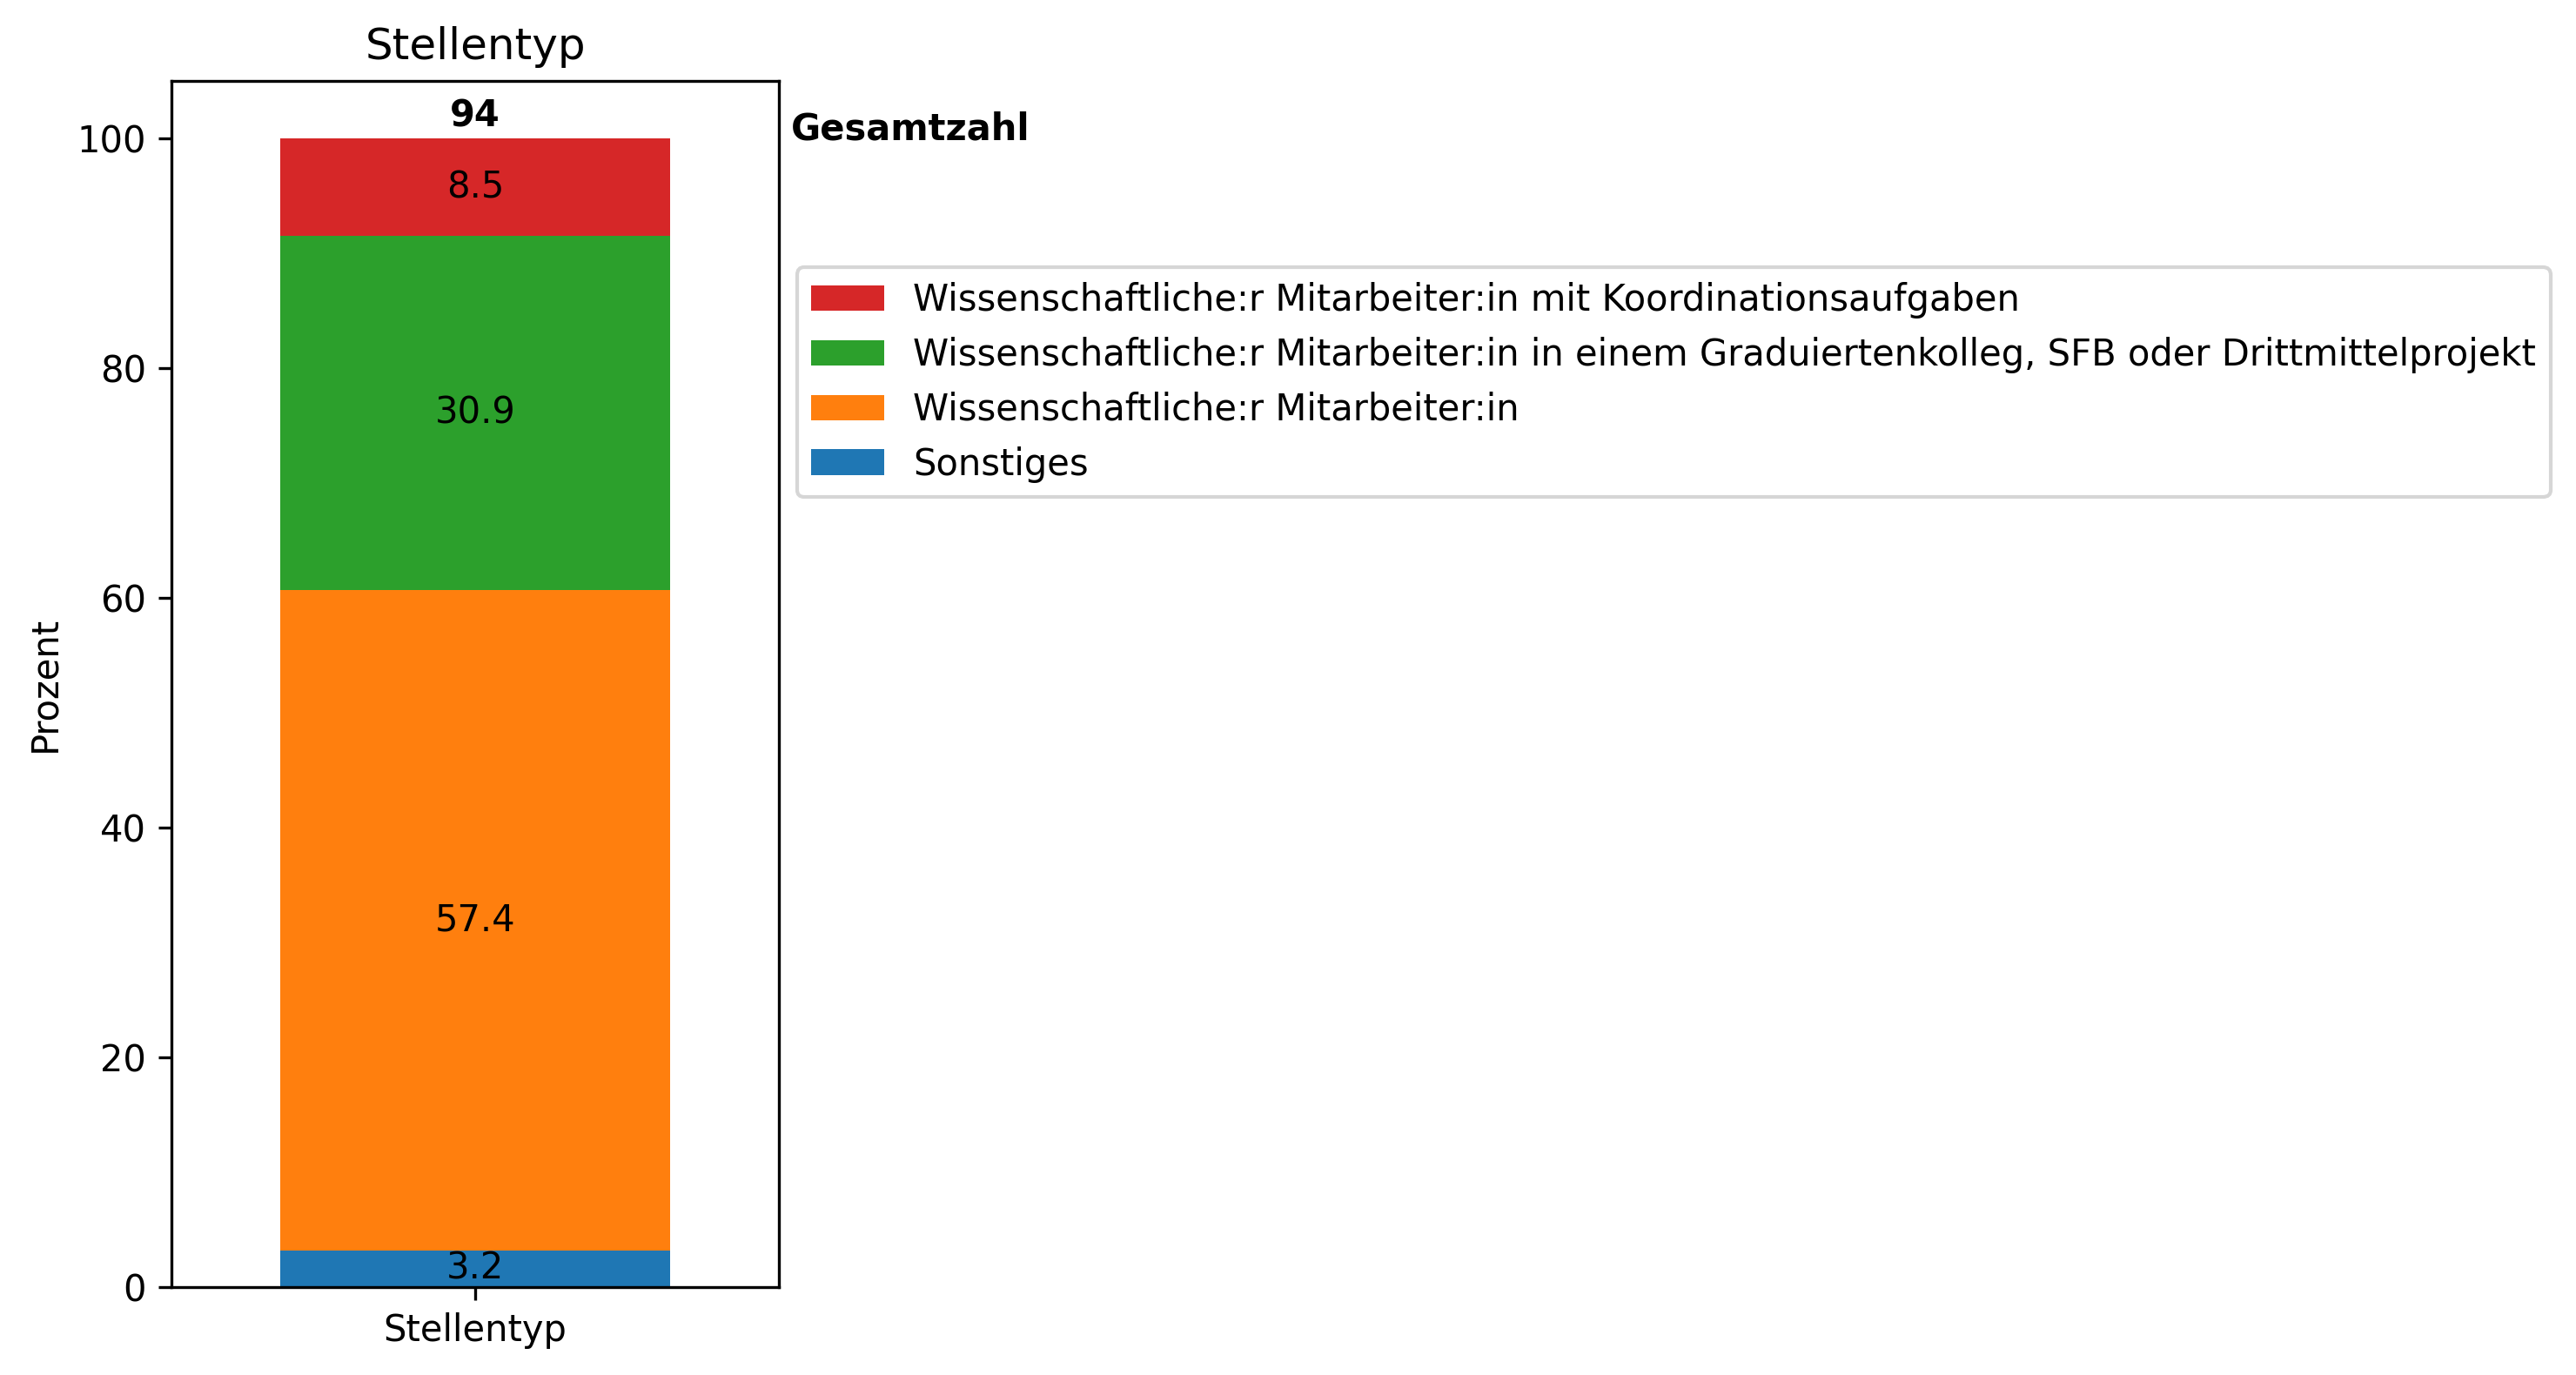 Stellentyp
94
Gesamtzahl
100
80
60
40
20
0
Prozent
8.5
30.9
57.4
3.2
Stellentyp
Wissenschaftliche:r Mitarbeiter:in mit Koordinationsaufgaben
Wissenschaftliche:r Mitarbeiter:in in einem Graduiertenkolleg, SFB oder Drittmittelprojekt
Wissenschaftliche:r Mitarbeiter:in
Sonstiges